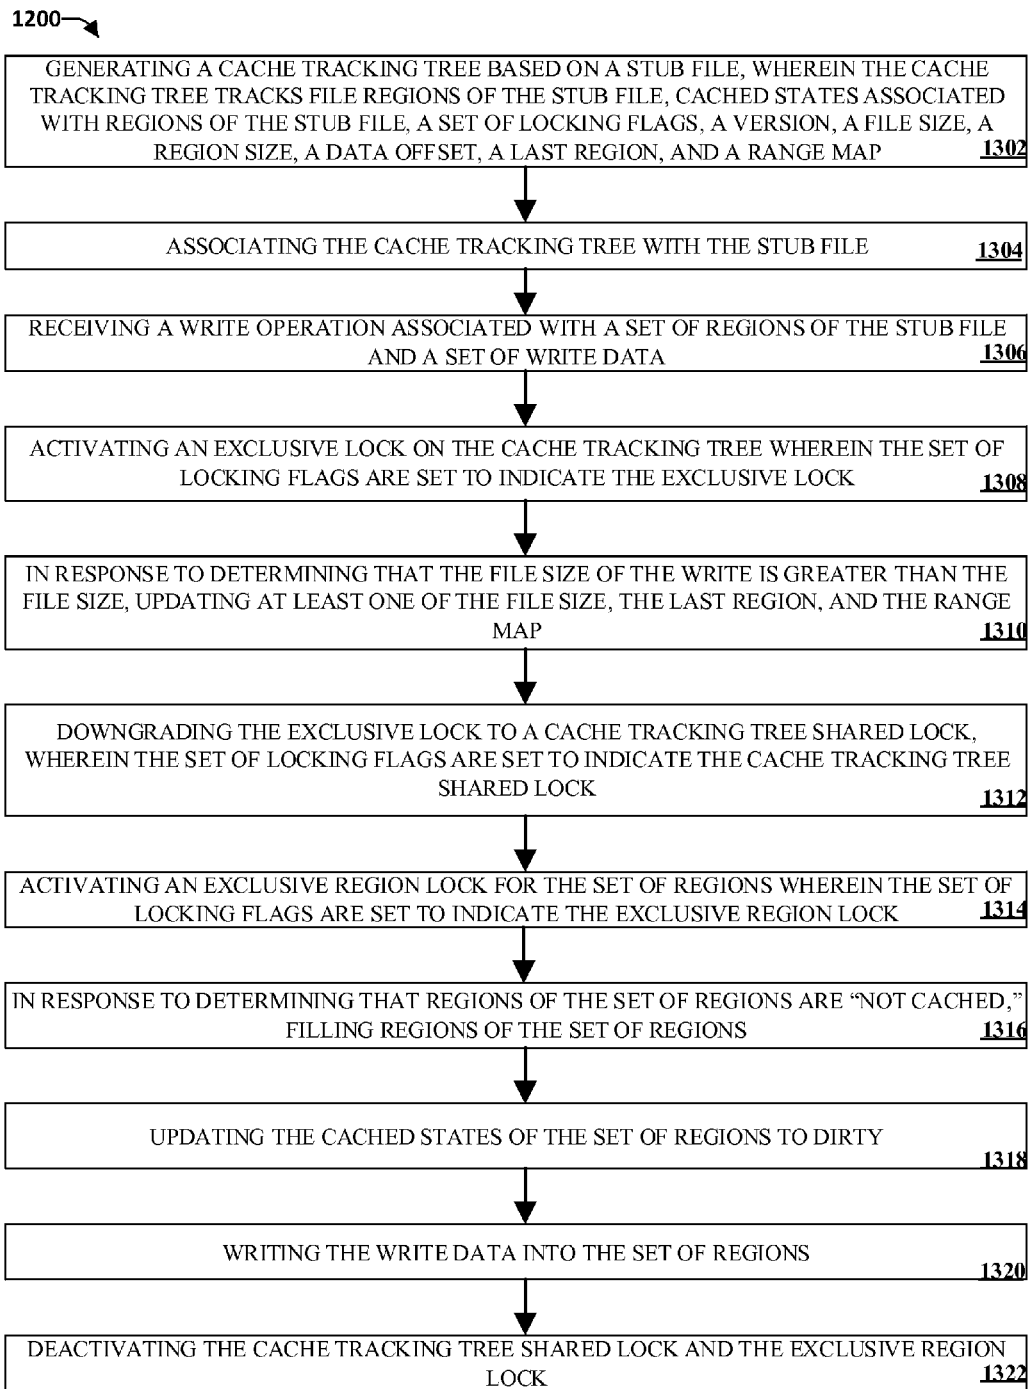 1200
GENERATING A CACHE TRACKING TREE BASED ON A STUB FILE, WHEREIN THE CACHE
TRACKING TREE TRACKS FILE REGIONS OF THE STUB FILE, CACHED STATES ASSOCIATED
WITH REGIONS OF THE STUB FILE, A SET OF LOCKING FLAGS, A VERSION, A FILE SIZE, A
REGION SIZE, A DATA OFFSET, A LAST REGION, AND A RANGE MAP 1302
ASSOCIATING THE CACHE TRACKING TREE WITH THE STUB FILE 1304
RECEIVING A WRITE OPERATION ASSOCIATED WITH A SET OF REGIONS OF THE STUB FILE
AND A SET OF WRITE DATA 1306
ACTIVATING AN EXCLUSIVE LOCK ON THE CACHE TRACKING TREE WHEREIN THE SET OF
LOCKING FLAGS ARE SET TO INDICATE THE EXCLUSIVE LOCK 1308
IN RESPONSE TO DETERMINING THAT THE FILE SIZE OF THE WRITE IS GREATER THAN THE
FILE SIZE, UPDATING AT LEAST ONE OF THE FILE SIZE, THE LAST REGION, AND THE RANGE
MAP 1310
DOWNGRADING THE EXCLUSIVE LOCK TO A CACHE TRACKING TREE SHARED LOCK,
WHEREIN THE SET OF LOCKING FLAGS ARE SET TO INDICATE THE CACHE TRACKING TREE
SHARED LOCK 1312
ACTIVATING AN EXCLUSIVE REGION LOCK FOR THE SET OF REGIONS WHEREIN THE SET OF
LOCKING FLAGS ARE SET TO INDICATE THE EXCLUSIVE REGION LOCK 1314
IN RESPONSE TO DETERMINING THAT REGIONS OF THE SET OF REGIONS ARE “NOT CACHED,”
FILLING REGIONS OF THE SET OF REGIONS 1316
UPDATING THE CACHED STATES OF THE SET OF REGIONS TO DIRTY
1318
WRITING THE WRITE DATA INTO THE SET OF REGIONS
1320
DEACTIVATING THE CACHE TRACKING TREE SHARED LOCK AND THE EXCLUSIVE REGION
LOCK 1322